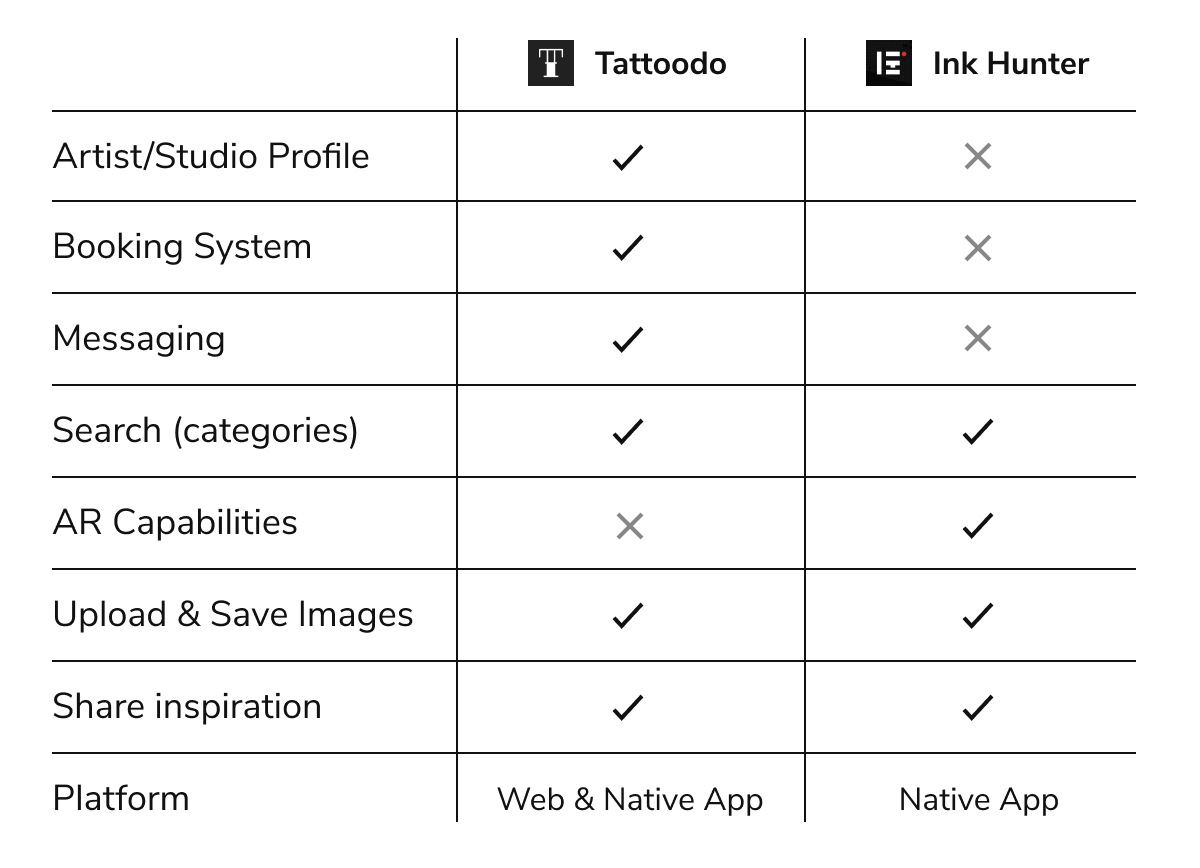 Tattoodo Ink Hunter
Artist/Studio Profile
Booking System
Messaging
Search (categories)
AR Capabilities
Upload & Save Images
Share inspiration
Platform Web & Native App Native App